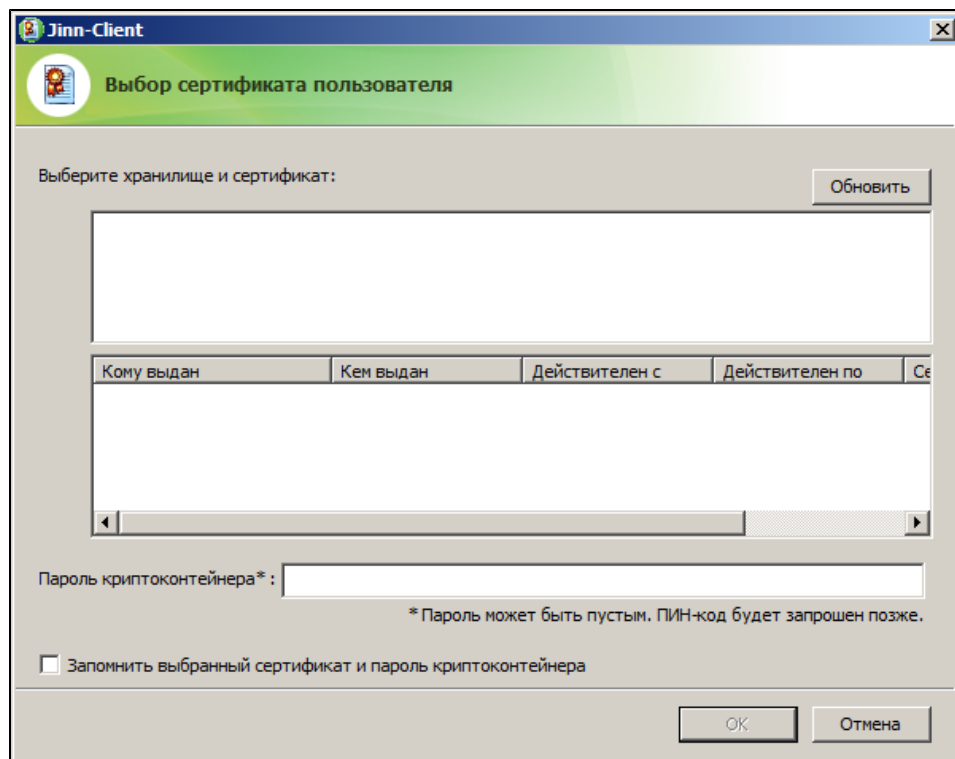 Jinn-Client
Выбор сертификата пользователя
Выберите хранилище и сертификат:
Обновить
Кому выдан Кем выдан Действителен с Действителен по Се
Пароль криптоконтейнера* :
* Пароль может быть пустым. ПИН-код будет запрошен позже.
Запомнить выбранный сертификат и пароль криптоконтейнера
OK Отмена